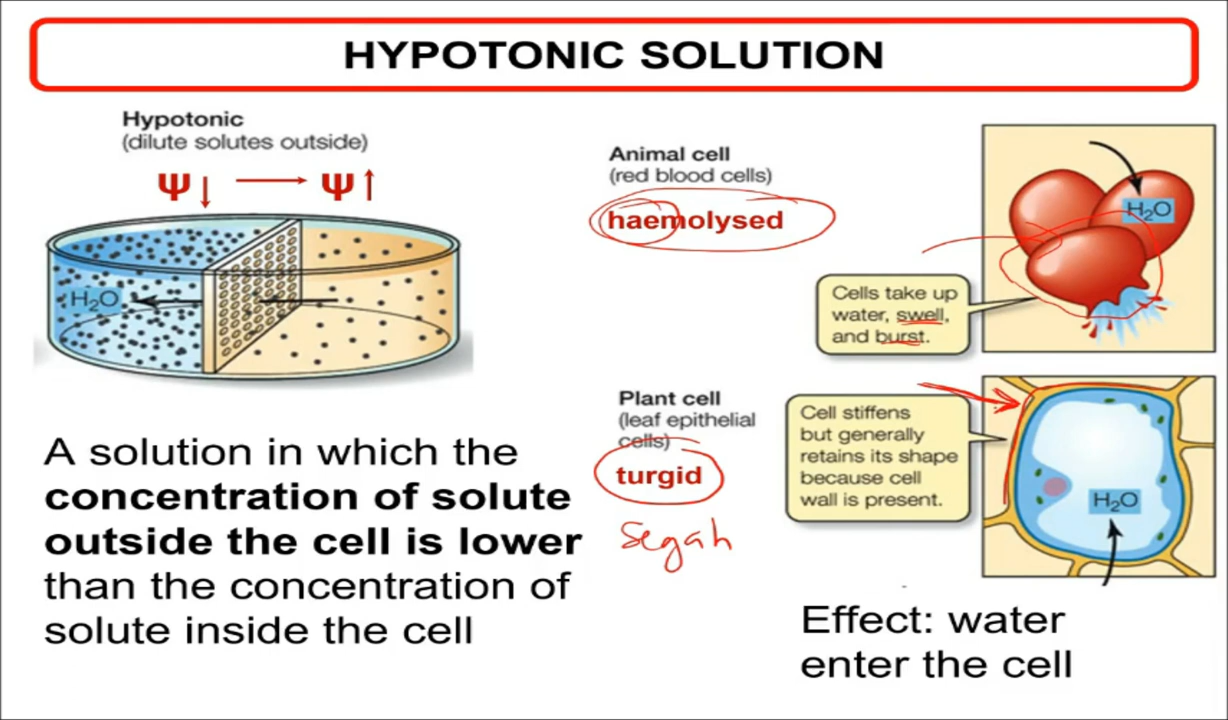 HYPOTONIC SOLUTION
Hypotonic
(dilute solutes outside)
Ψ↓ → Ψ↑
H₂O
A solution in which the
concentration of solute
outside the cell is lower
than the concentration of
solute inside the cell
Animal cell
(red blood cells)
haemolysed
H₂O
Cells take up
water, swell,
and burst.
Plant cell
(leaf epithelial
cells)
turgid
Segah
Cell stiffens
but generally
retains its shape
because cell
wall is present.
H₂O
Effect: water
enter the cell